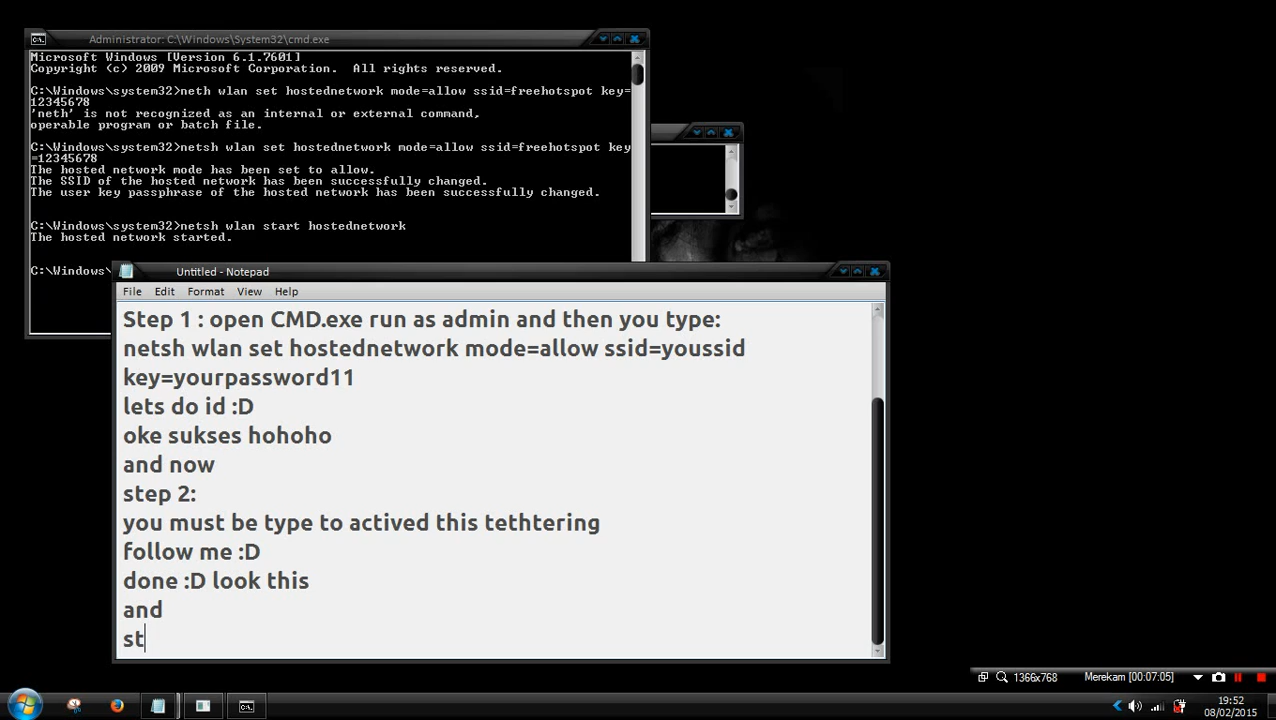 Administrator: C:\Windows\System32\cmd.exe
Microsoft Windows [Version 6.1.7601]
Copyright (c) 2009 Microsoft Corporation.  All rights reserved.
C:\Windows\system32>neth wlan set hostednetwork mode=allow ssid=freehotspot key=
12345678
'neth' is not recognized as an internal or external command,
operable program or batch file.
C:\Windows\system32>netsh wlan set hostednetwork mode=allow ssid=freehotspot key
=12345678
The hosted network mode has been set to allow.
The SSID of the hosted network has been successfully changed.
The user key passphrase of the hosted network has been successfully changed.
C:\Windows\system32>netsh wlan start hostednetwork
The hosted network started.
C:\Windows\
Untitled - Notepad
File Edit Format View Help
Step 1 : open CMD.exe run as admin and then you type:
netsh wlan set hostednetwork mode=allow ssid=youssid
key=yourpassword11
lets do id :D
oke sukses hohoho
and now
step 2:
you must be type to actived this tethtering
follow me :D
done :D look this
and
st
1366x768 Merekam [00:07:05]
19:52
08/02/2015